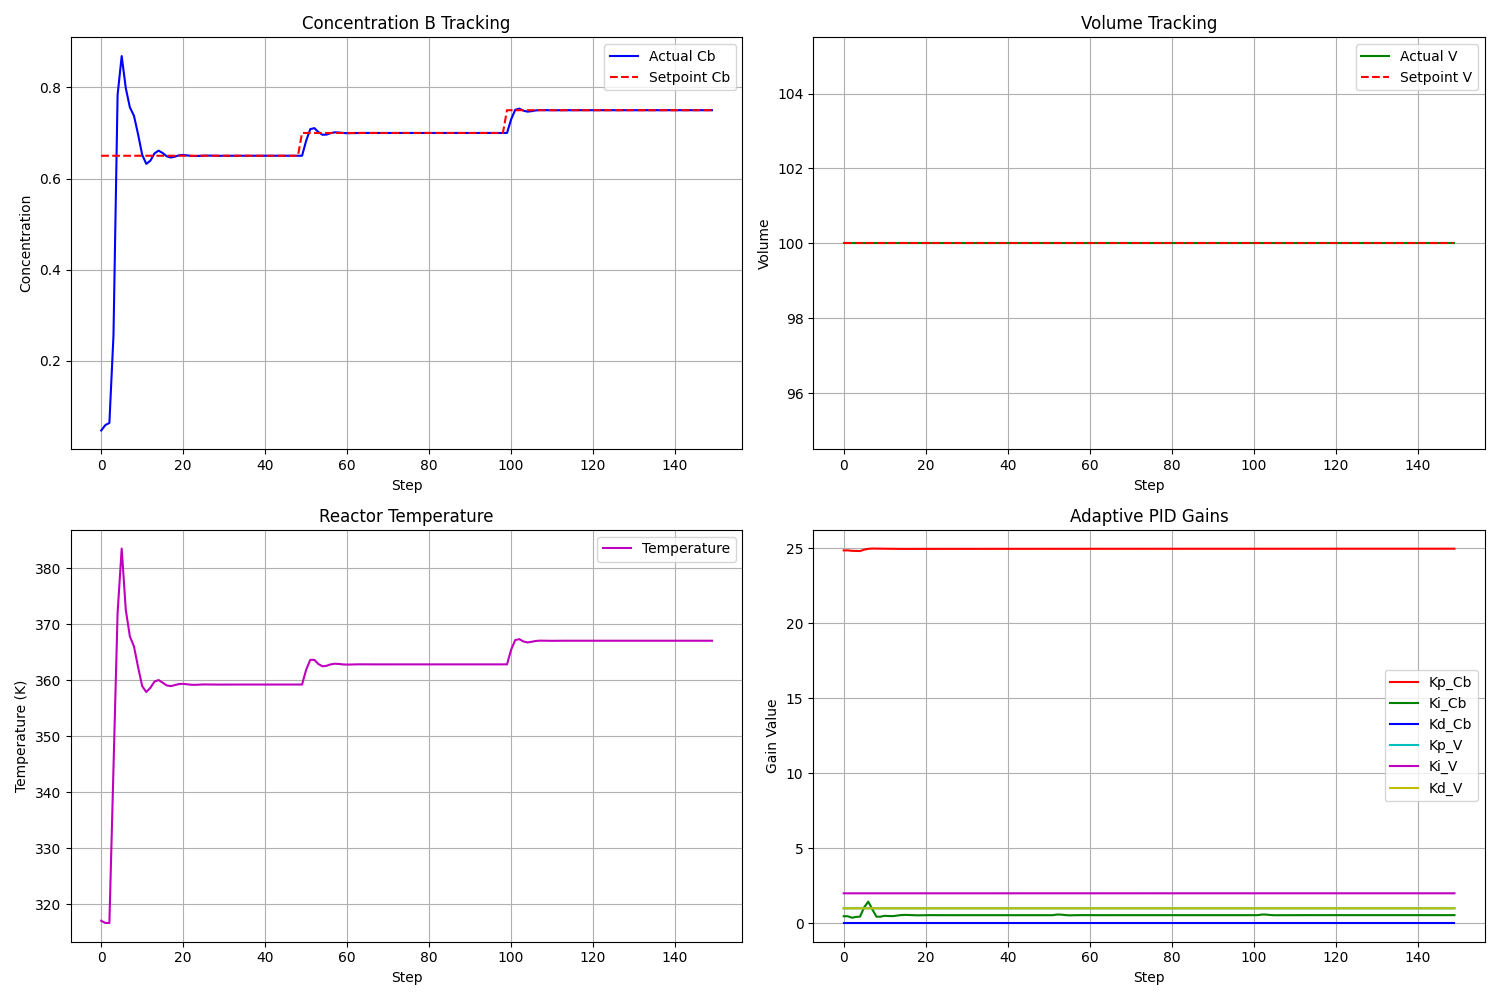 Concentration B Tracking
Concentration
0.8
0.6
0.4
0.2
Actual Cb
Setpoint Cb
0 20 40 60 80 100 120 140
Step
Volume Tracking
Volume
104
102
100
98
96
Actual V
Setpoint V
0 20 40 60 80 100 120 140
Step
Reactor Temperature
Temperature (K)
380
370
360
350
340
330
320
Temperature
0 20 40 60 80 100 120 140
Step
Adaptive PID Gains
Gain Value
25
20
15
10
5
0
Kp_Cb
Ki_Cb
Kd_Cb
Kp_V
Ki_V
Kd_V
0 20 40 60 80 100 120 140
Step